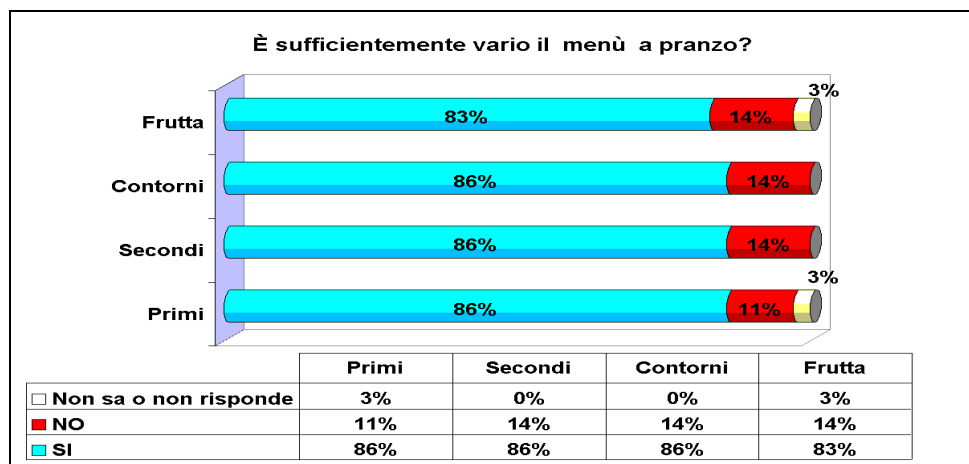 È sufficientemente vario il menù a pranzo?
3%
Frutta 83% 14%
Contorni 86% 14%
Secondi 86% 14%
3%
Primi 86% 11%
Primi Secondi Contorni Frutta
Non sa o non risponde 3% 0% 0% 3%
NO 11% 14% 14% 14%
SI 86% 86% 86% 83%